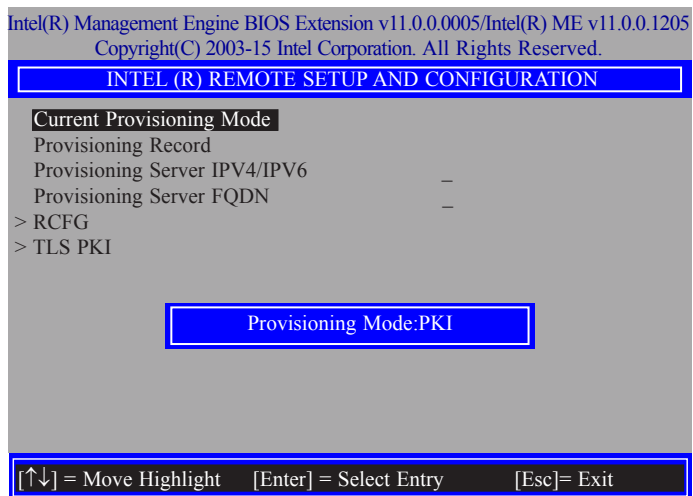 Intel(R) Management Engine BIOS Extension v11.0.0.0005/Intel(R) ME v11.0.0.1205
Copyright(C) 2003-15 Intel Corporation. All Rights Reserved.
INTEL (R) REMOTE SETUP AND CONFIGURATION
Current Provisioning Mode
Provisioning Record
Provisioning Server IPV4/IPV6 _
Provisioning Server FQDN _
> RCFG
> TLS PKI
Provisioning Mode:PKI
[↑↓] = Move Highlight [Enter] = Select Entry [Esc]= Exit